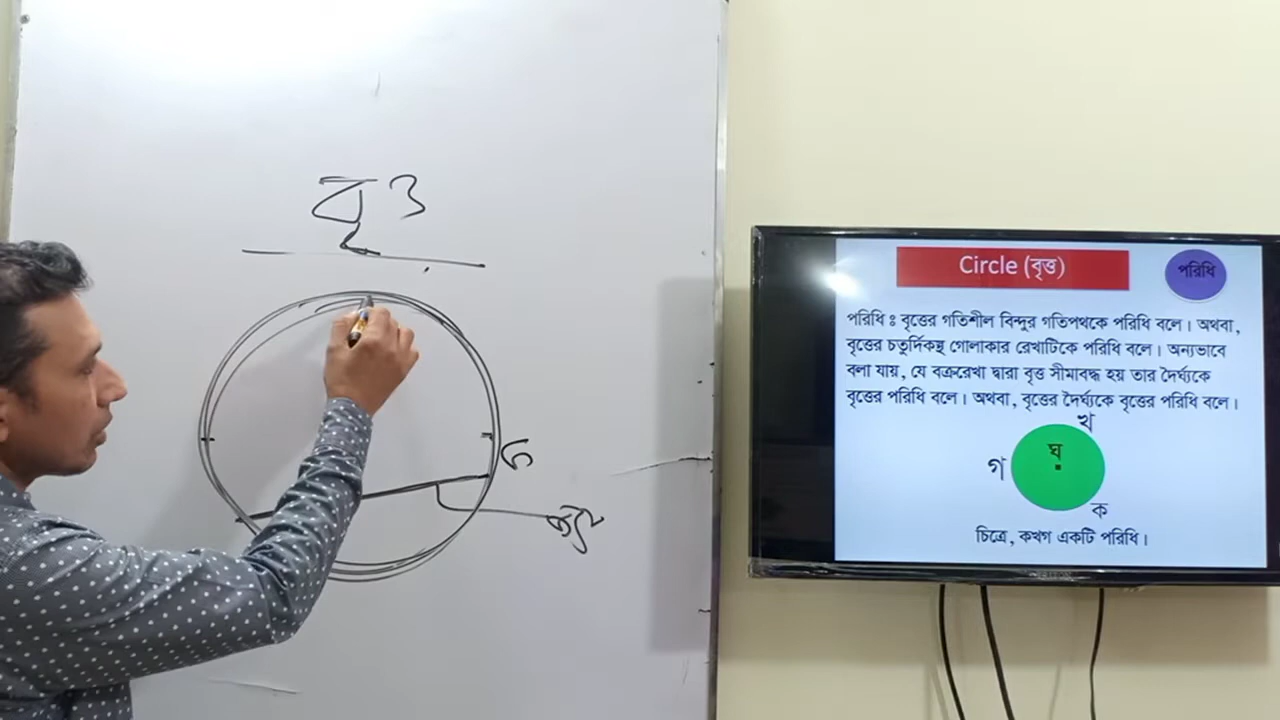 বৃত্ত
জ্যা
Circle (বৃত্ত)
পরিধি
পরিধি ঃ বৃত্তের গতিশীল বিন্দুর গতিপথকে পরিধি বলে। অথবা,
বৃত্তের চতুর্দিকস্থ গোলাকার রেখাটিকে পরিধি বলে। অন্যভাবে
বলা যায়, যে বক্ররেখা দ্বারা বৃত্ত সীমাবদ্ধ হয় তার দৈর্ঘ্যকে
বৃত্তের পরিধি বলে। অথবা, বৃত্তের দৈর্ঘ্যকে বৃত্তের পরিধি বলে।
খ
ঘ
গ
ক
চিত্রে, কখগ একটি পরিধি।